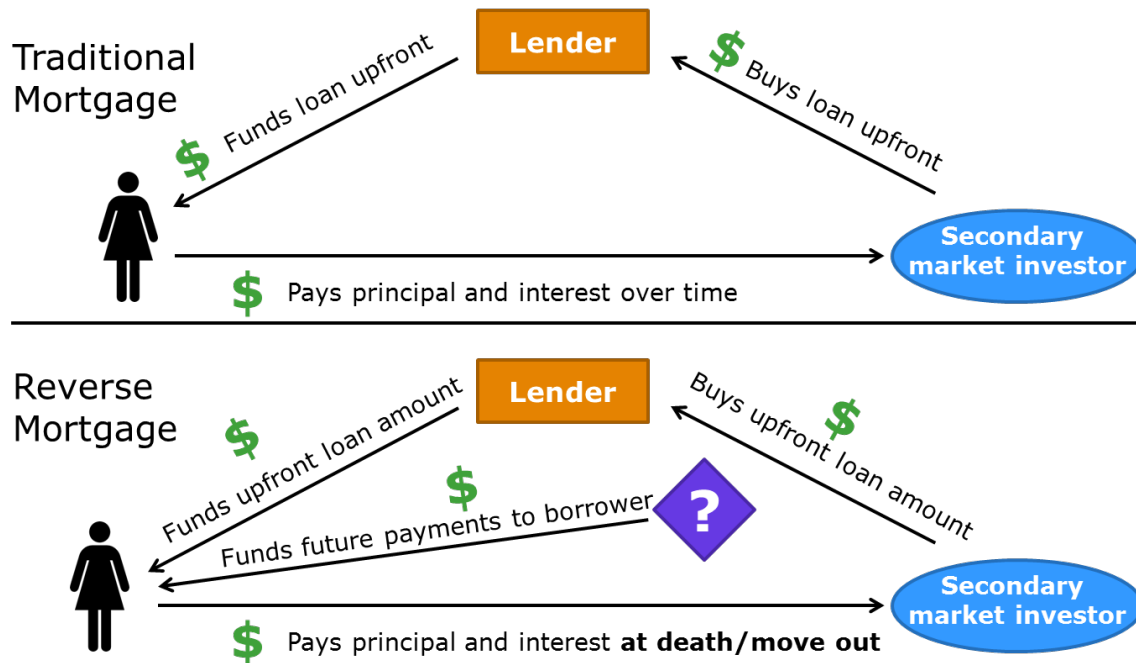 Traditional
Mortgage
Lender
$ Funds loan upfront
$ Buys loan upfront
Secondary
market investor
$ Pays principal and interest over time
Reverse
Mortgage
Lender
$
Funds upfront loan amount
$
Buys upfront loan amount
$
?
Funds future payments to borrower
Secondary
market investor
$ Pays principal and interest at death/move out